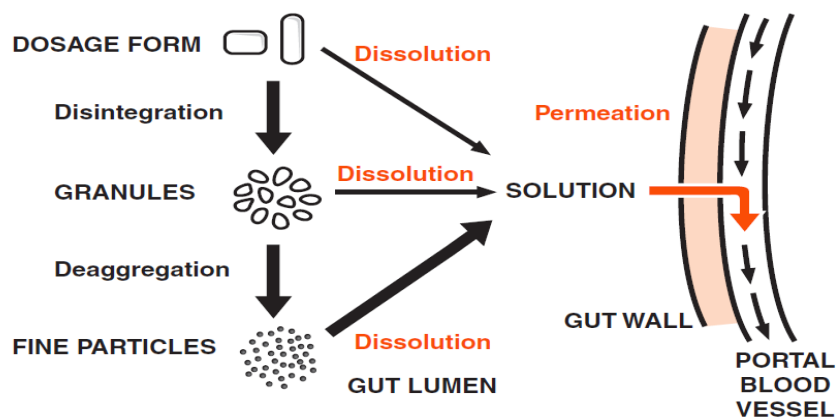 DOSAGE FORM
Dissolution
Disintegration
Permeation
Dissolution
GRANULES
SOLUTION
Deaggregation
GUT WALL
FINE PARTICLES
Dissolution
GUT LUMEN
PORTAL
BLOOD
VESSEL